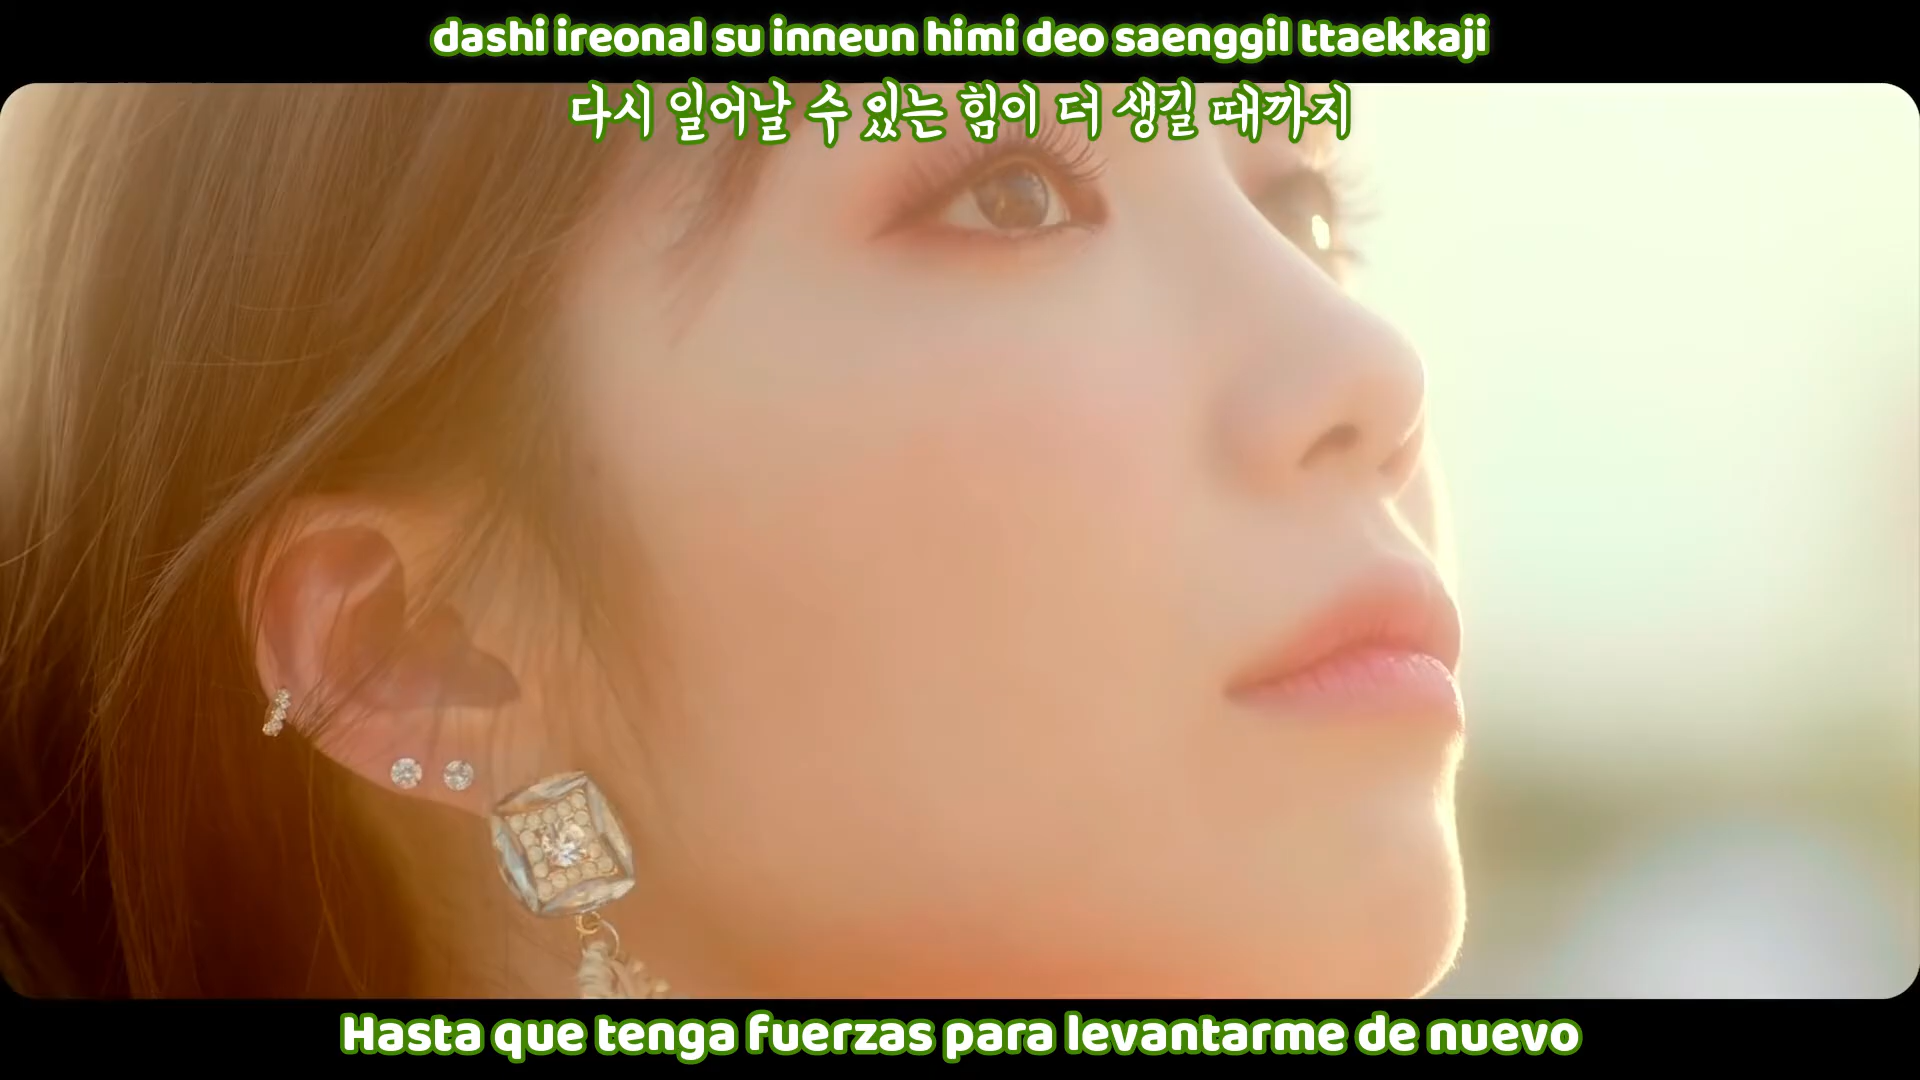 dashi ireonal su inneun himi deo saenggil ttaekkaji
다시 일어날 수 있는 힘이 더 생길 때까지
Hasta que tenga fuerzas para levantarme de nuevo